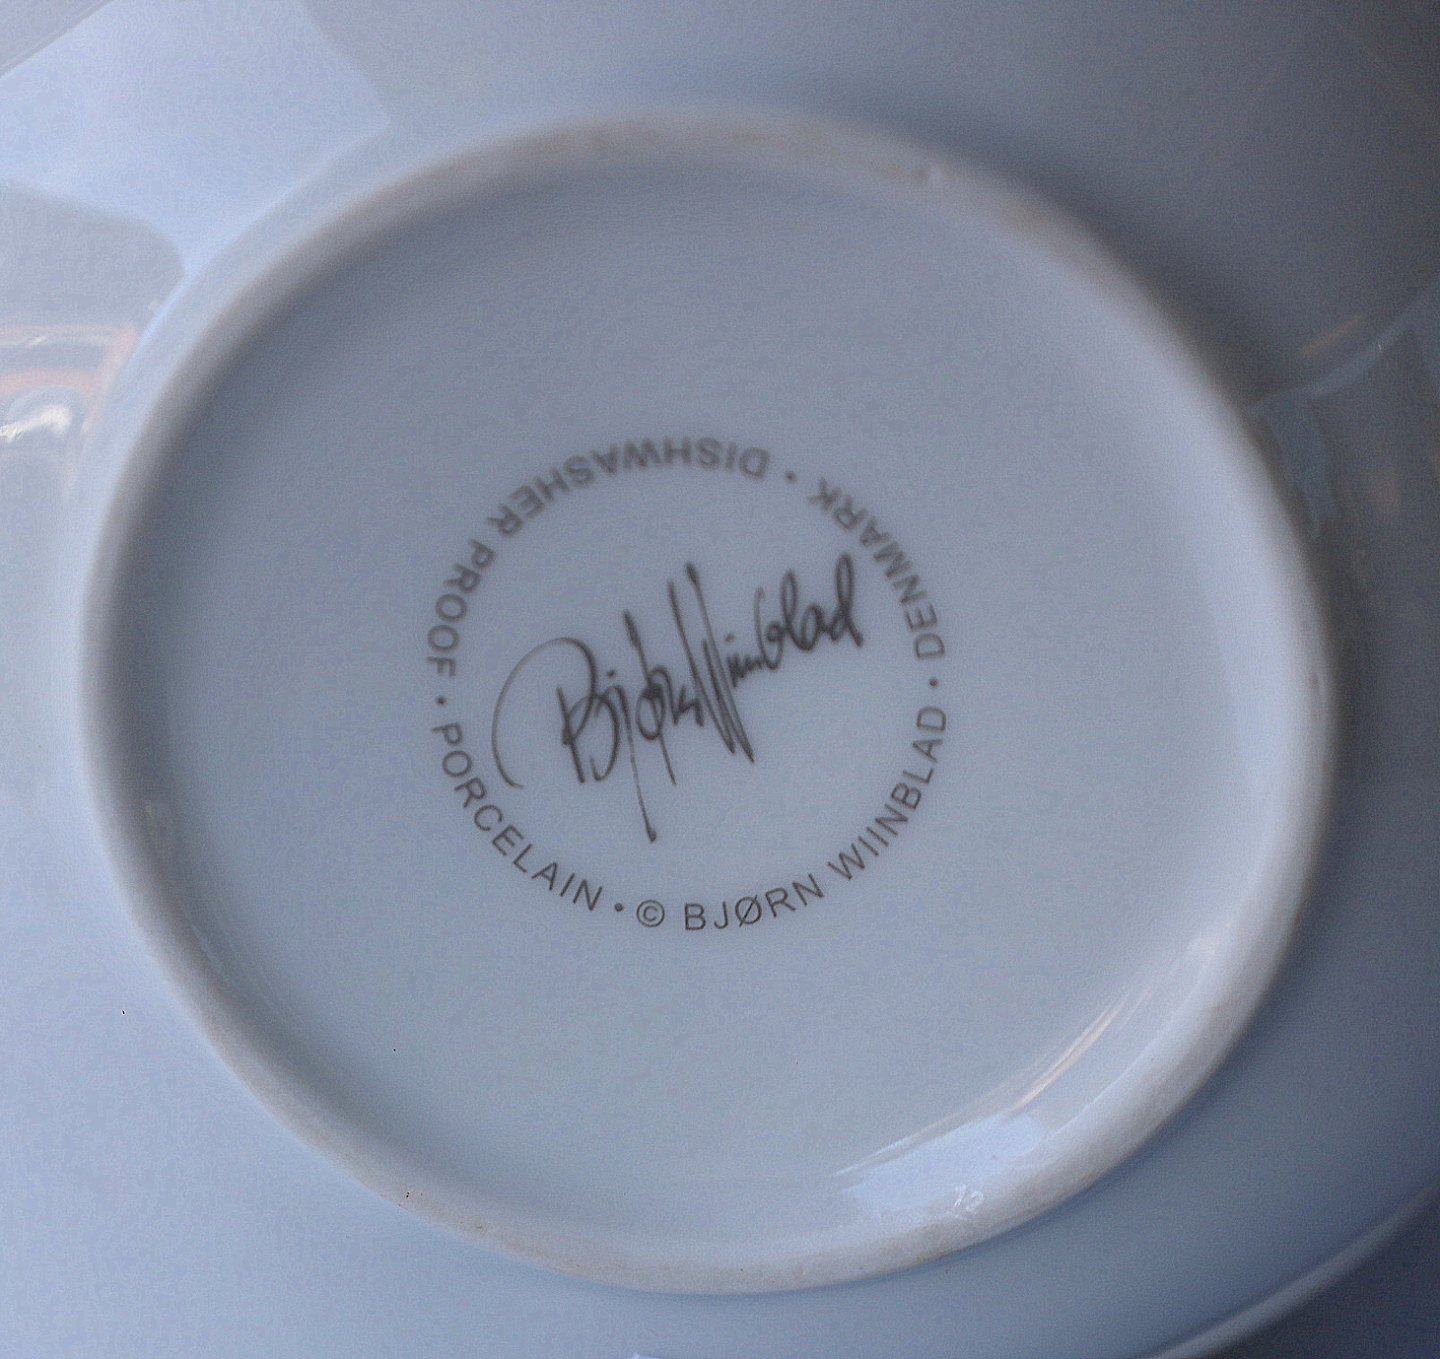 Bjørn Wiinblad
PORCELAIN • © BJØRN WIINBLAD • DENMARK • DISHWASHER PROOF •